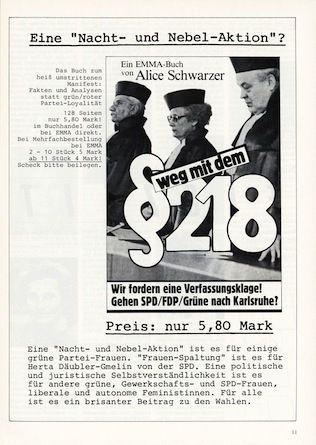 Eine "Nacht- und Nebel-Aktion"?
Das Buch zum
heiß umstrittenen
Manifest:
Fakten und Analysen
statt grün/roter
Partei-Loyalität
128 Seiten
nur 5,80 Mark!
im Buchhandel oder
bei EMMA direkt.
Bei Mehrfachbestellung
bei EMMA
2 - 10 Stück 5 Mark
ab 11 Stück 4 Mark!
Scheck bitte beilegen.
Ein EMMA-Buch
von Alice Schwarzer
weg mit dem
§218
Wir fordern eine Verfassungsklage!
Gehen SPD/FDP/Grüne nach Karlsruhe?
Preis: nur 5,80 Mark
Eine "Nacht- und Nebel-Aktion" ist es für einige
grüne Partei-Frauen. "Frauen-Spaltung" ist es für
Herta Däubler-Gmelin von der SPD. Eine politische
und juristische Selbstverständlichkeit ist es
für andere grüne, Gewerkschafts- und SPD-Frauen,
liberale und autonome Feministinnen. Für alle
ist es ein brisanter Beitrag zu den Wahlen.
11